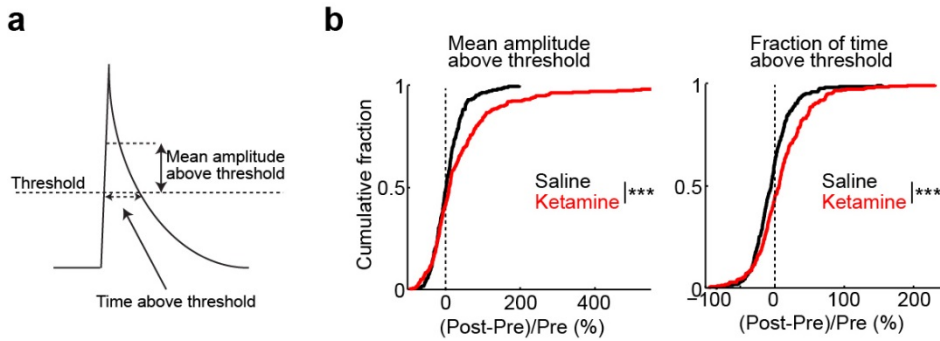 a
Threshold
Mean amplitude
above threshold
Time above threshold
b
Mean amplitude
above threshold
Cumulative fraction
1
0.5
0
Saline
Ketamine
***
0
200
400
(Post-Pre)/Pre (%)
Fraction of time
above threshold
1
0.5
0
Saline
Ketamine
***
−100
0
100
200
(Post-Pre)/Pre (%)